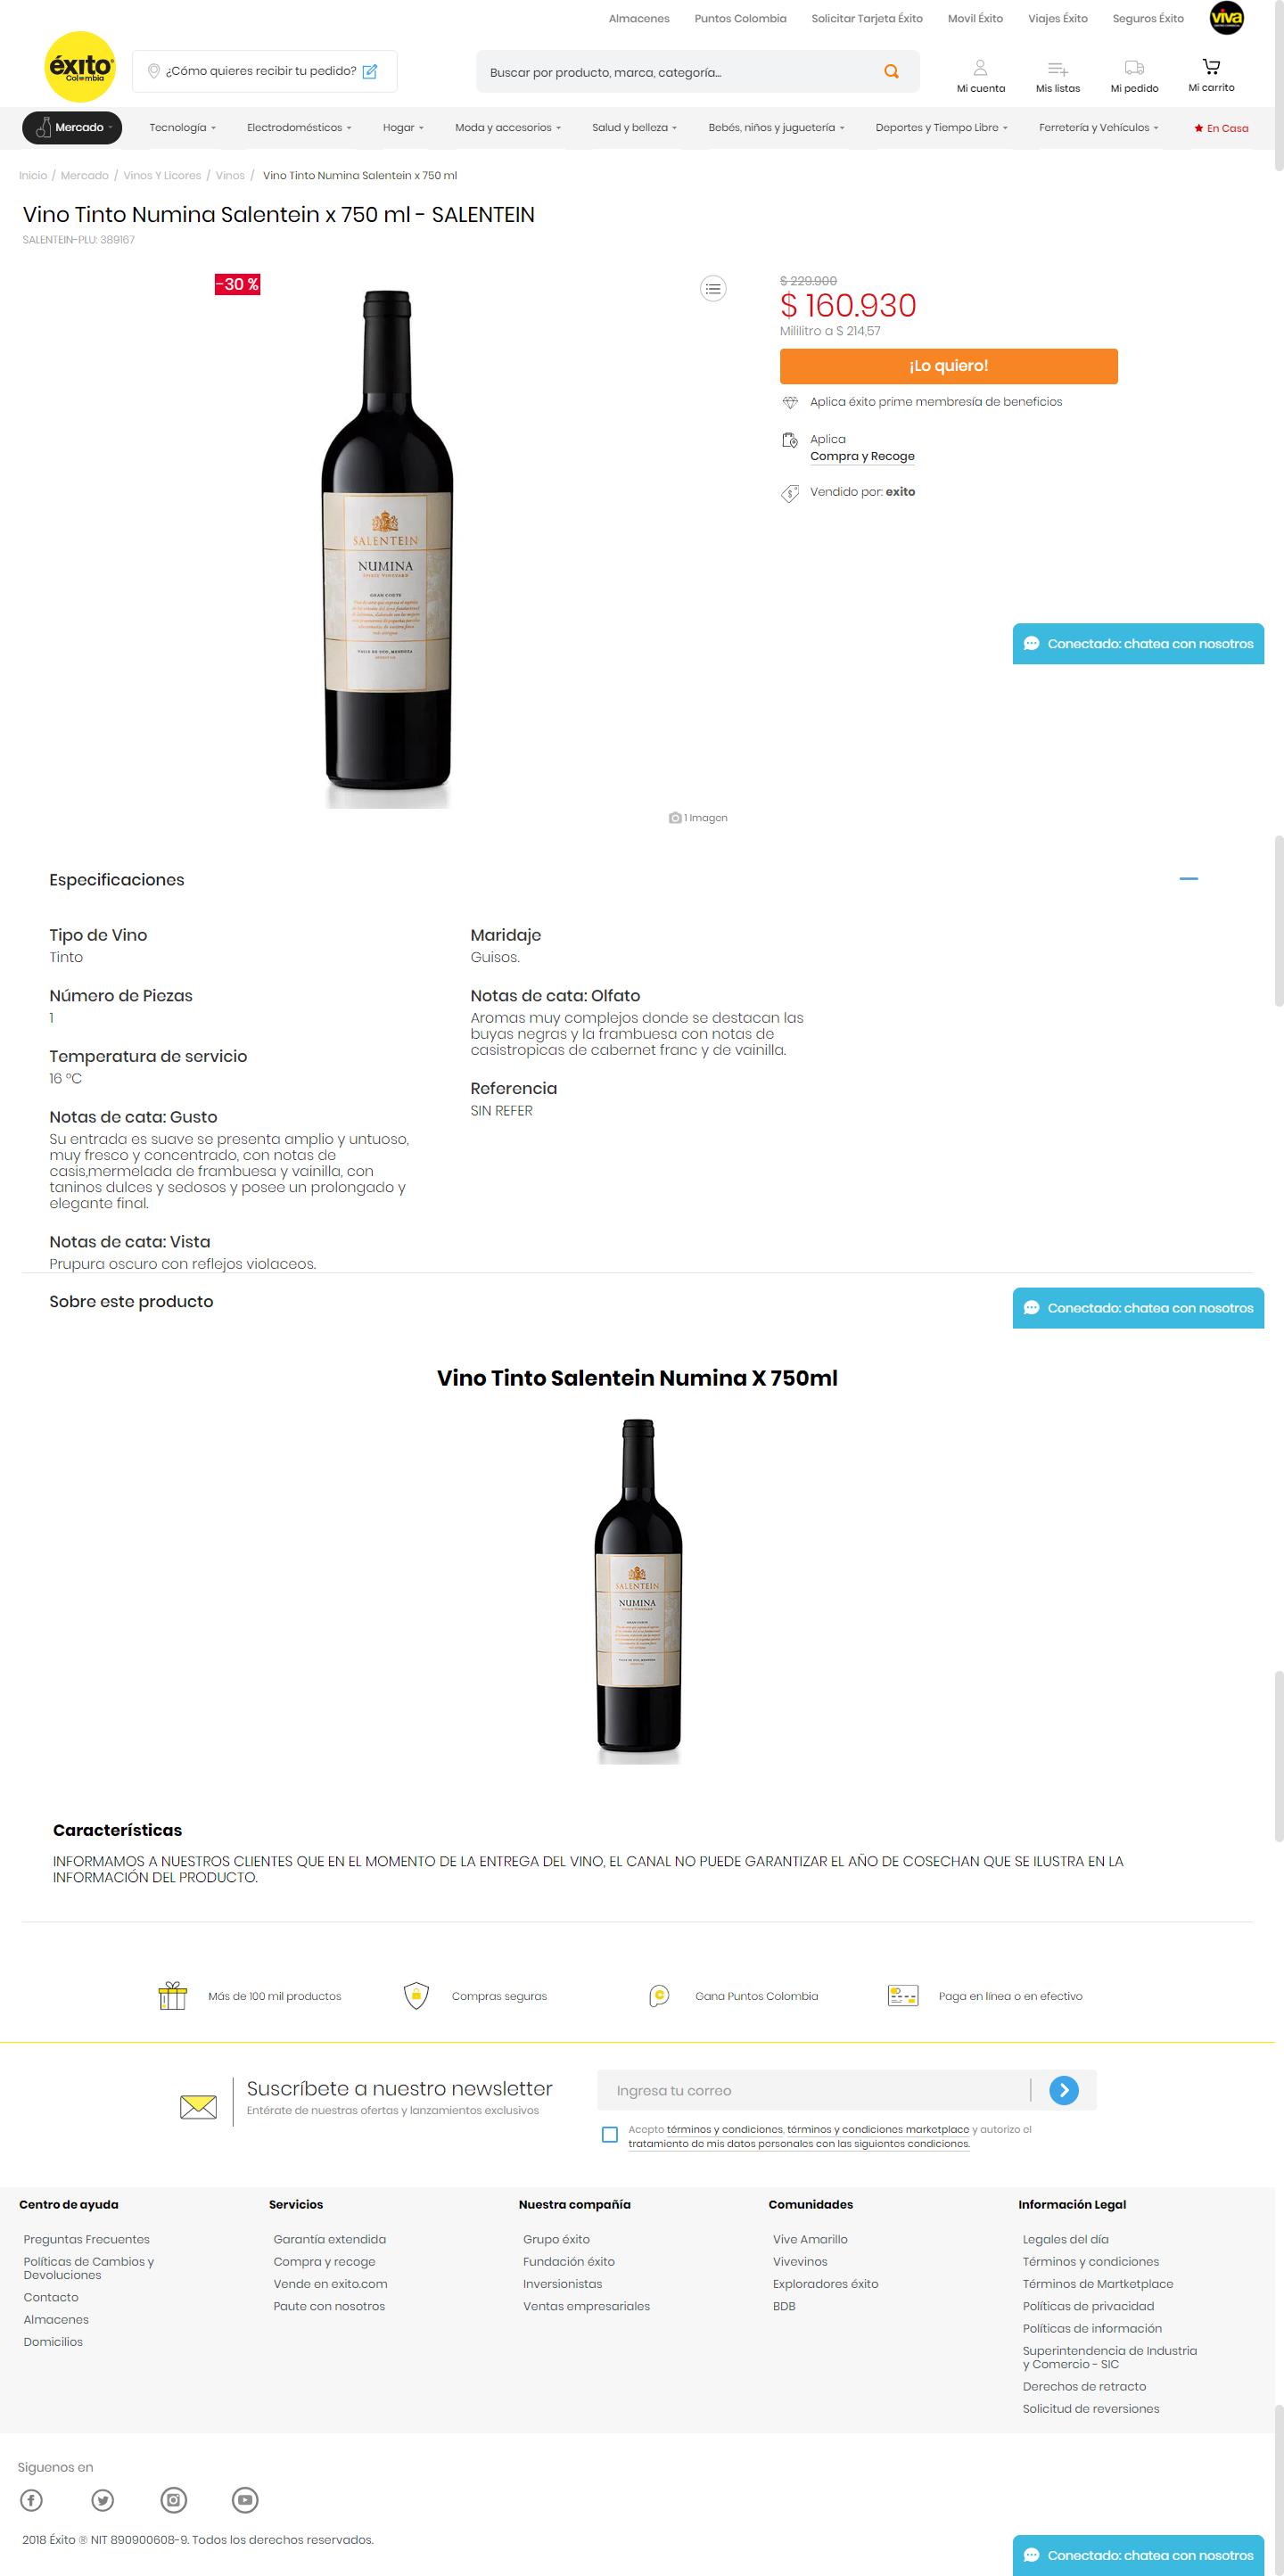 Almacenes Puntos Colombia Solicitar Tarjeta Éxito Movil Éxito Viajes Éxito Seguros Éxito viva
éxito
Colombia
¿Cómo quieres recibir tu pedido?
Buscar por producto, marca, categoría...
Mi cuenta Mis listas Mi pedido Mi carrito
Mercado Tecnología Electrodomésticos Hogar Moda y accesorios Salud y belleza Bebés, niños y juguetería Deportes y Tiempo Libre Ferretería y Vehículos En Casa
Inicio / Mercado / Vinos Y Licores / Vinos / Vino Tinto Numina Salentein x 750 ml
Vino Tinto Numina Salentein x 750 ml - SALENTEIN
SALENTEIN-PLU: 389167
-30 %
SALENTEIN
NUMINA
SPIRIT VINEYARD
GRAN CORTE
VALLE DE UCO, MENDOZA
1 Imagen
$ 229.900
$ 160.930
Mililitro a $ 214,57
¡Lo quiero!
Aplica éxito prime membresía de beneficios
Aplica
Compra y Recoge
Vendido por: exito
Conectado: chatea con nosotros
Especificaciones
Tipo de Vino
Tinto
Número de Piezas
1
Temperatura de servicio
16 ºC
Notas de cata: Gusto
Su entrada es suave se presenta amplio y untuoso,
muy fresco y concentrado, con notas de
casis,mermelada de frambuesa y vainilla, con
taninos dulces y sedosos y posee un prolongado y
elegante final.
Notas de cata: Vista
Prupura oscuro con reflejos violaceos.
Maridaje
Guisos.
Notas de cata: Olfato
Aromas muy complejos donde se destacan las
buyas negras y la frambuesa con notas de
casistropicas de cabernet franc y de vainilla.
Referencia
SIN REFER
Sobre este producto
Conectado: chatea con nosotros
Vino Tinto Salentein Numina X 750ml
SALENTEIN
NUMINA
Características
INFORMAMOS A NUESTROS CLIENTES QUE EN EL MOMENTO DE LA ENTREGA DEL VINO, EL CANAL NO PUEDE GARANTIZAR EL AÑO DE COSECHAN QUE SE ILUSTRA EN LA
INFORMACIÓN DEL PRODUCTO.
Más de 100 mil productos Compras seguras Gana Puntos Colombia Paga en línea o en efectivo
Suscríbete a nuestro newsletter
Entérate de nuestras ofertas y lanzamientos exclusivos
Ingresa tu correo
Acepto términos y condiciones, términos y condiciones marketplace y autorizo el
tratamiento de mis datos personales con las siguientes condiciones.
Centro de ayuda
Preguntas Frecuentes
Políticas de Cambios y
Devoluciones
Contacto
Almacenes
Domicilios
Servicios
Garantía extendida
Compra y recoge
Vende en exito.com
Paute con nosotros
Nuestra compañía
Grupo éxito
Fundación éxito
Inversionistas
Ventas empresariales
Comunidades
Vive Amarillo
Vivevinos
Exploradores éxito
BDB
Información Legal
Legales del día
Términos y condiciones
Términos de Martketplace
Políticas de privacidad
Políticas de información
Superintendencia de Industria
y Comercio - SIC
Derechos de retracto
Solicitud de reversiones
Siguenos en
2018 Éxito ® NIT 890900608-9. Todos los derechos reservados.
Conectado: chatea con nosotros